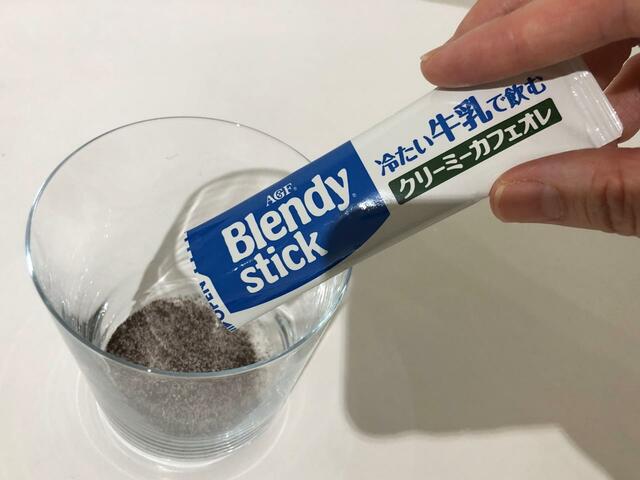 AGF
Blendy
stick
冷たい牛乳で飲む
クリーミーカフェオレ
OPEN